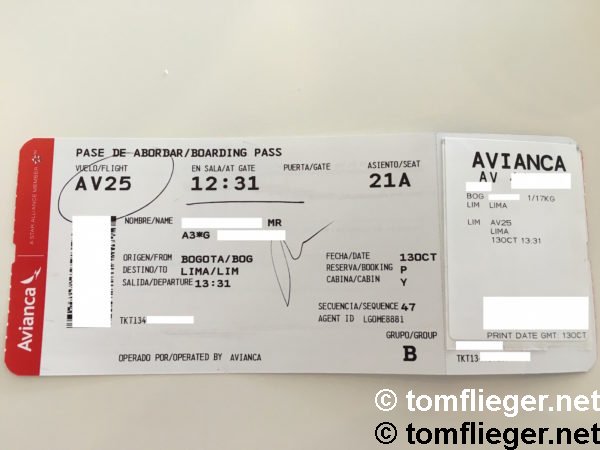 PASE DE ABORDAR/BOARDING PASS
VUELO/FLIGHT EN SALA/AT GATE PUERTA/GATE ASIENTO/SEAT
AV25 12:31 21A
NOMBRE/NAME MR
A3*G
ORIGEN/FROM BOGOTA/BOG FECHA/DATE 13OCT
DESTINO/TO LIMA/LIM RESERVA/BOOKING P
SALIDA/DEPARTURE 13:31 CABINA/CABIN Y
SECUENCIA/SEQUENCE 47
TKT134 AGENT ID LGOME8881
GRUPO/GROUP
B
OPERADO POR/OPERATED BY AVIANCA
Avianca
A STAR ALLIANCE MEMBER
AVIANCA
AV
BOG 1/17KG
LIM LIMA
LIM AV25
LIMA
13OCT 13:31
PRINT DATE GMT: 13OCT
TKT13
© tomflieger.net
© tomflieger.net